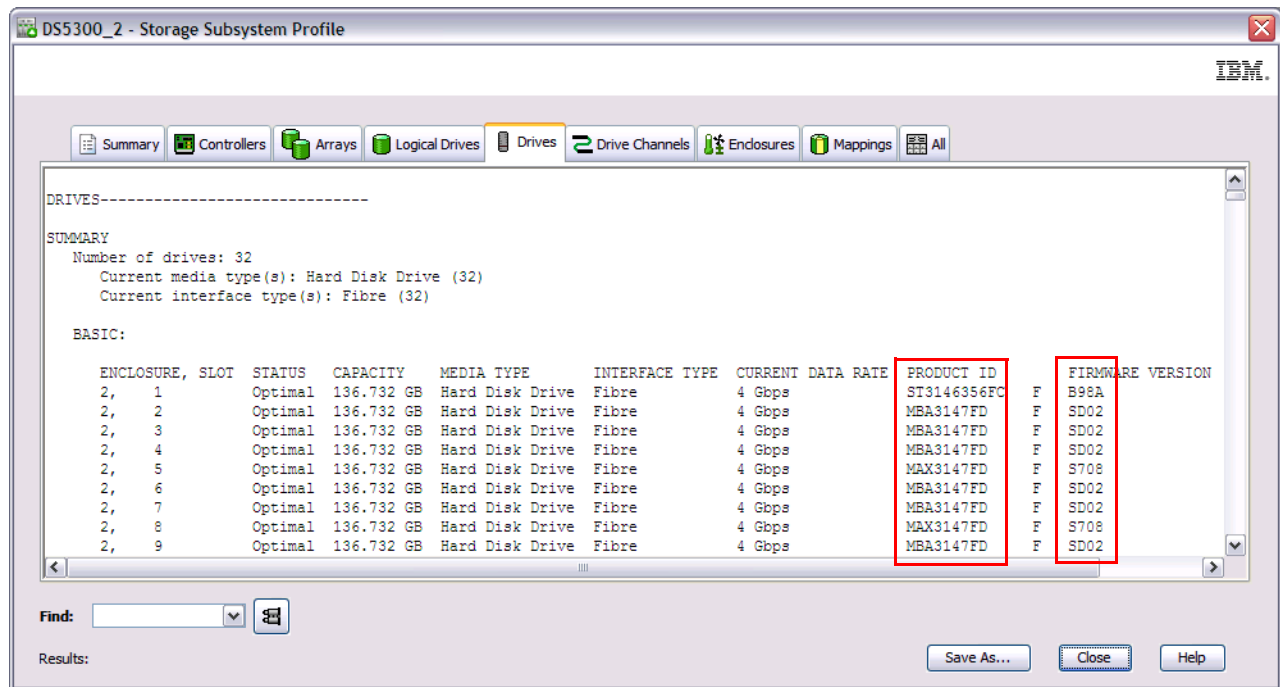 DS5300_2 - Storage Subsystem Profile
IBM.
Summary Controllers Arrays Logical Drives Drives Drive Channels Enclosures Mappings All
DRIVES------------------------------
SUMMARY
Number of drives: 32
Current media type(s): Hard Disk Drive (32)
Current interface type(s): Fibre (32)
BASIC:
ENCLOSURE, SLOT STATUS CAPACITY MEDIA TYPE INTERFACE TYPE CURRENT DATA RATE PRODUCT ID FIRMWARE VERSION
2, 1 Optimal 136.732 GB Hard Disk Drive Fibre 4 Gbps ST3146356FC F B98A
2, 2 Optimal 136.732 GB Hard Disk Drive Fibre 4 Gbps MBA3147FD F SD02
2, 3 Optimal 136.732 GB Hard Disk Drive Fibre 4 Gbps MBA3147FD F SD02
2, 4 Optimal 136.732 GB Hard Disk Drive Fibre 4 Gbps MBA3147FD F SD02
2, 5 Optimal 136.732 GB Hard Disk Drive Fibre 4 Gbps MAX3147FD F S708
2, 6 Optimal 136.732 GB Hard Disk Drive Fibre 4 Gbps MBA3147FD F SD02
2, 7 Optimal 136.732 GB Hard Disk Drive Fibre 4 Gbps MBA3147FD F SD02
2, 8 Optimal 136.732 GB Hard Disk Drive Fibre 4 Gbps MAX3147FD F S708
2, 9 Optimal 136.732 GB Hard Disk Drive Fibre 4 Gbps MBA3147FD F SD02
Find:
Results:
Save As... Close Help